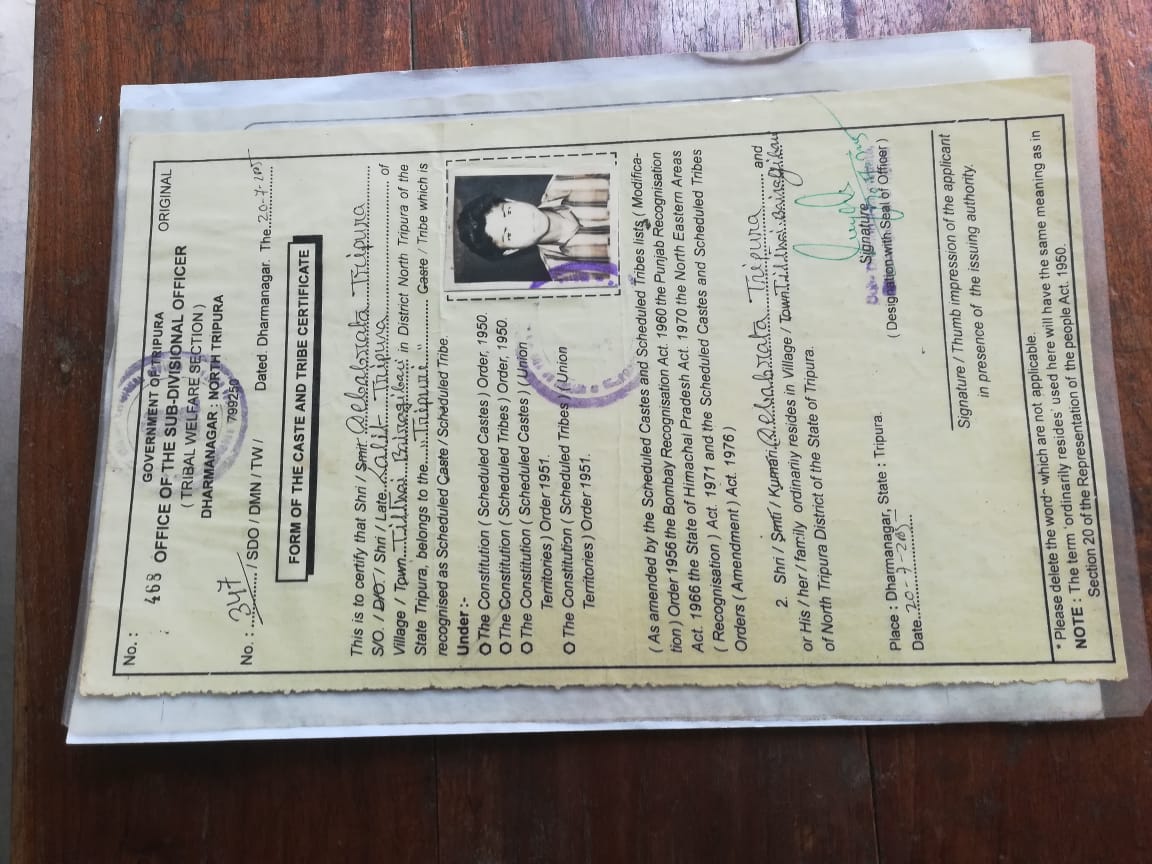 No. :
468
GOVERNMENT OF TRIPURA
ORIGINAL
OFFICE OF THE SUB-DIVISIONAL OFFICER
( TRIBAL WELFARE SECTION )
DHARMANAGAR : NORTH TRIPURA
799250
No. : 347 / SDO / DMN / TW /
Dated. Dharmanagar. The 20-7-2005
FORM OF THE CASTE AND TRIBE CERTIFICATE
This is to certify that Shri / Smit Debabrata Tripura
S/O. / D/O. / Shri / Late Lalit Tripura of
Village / Town Tilthai Bairagibari in District North Tripura of the
State Tripura, belongs to the "Tripuri" Caste / Tribe which is
recognised as Scheduled Caste / Scheduled Tribe.
Under :-
The Constitution ( Scheduled Castes ) Order, 1950.
The Constitution ( Scheduled Tribes ) Order, 1950.
The Constitution ( Scheduled Castes ) ( Union
Territories ) Order 1951.
The Constitution ( Scheduled Tribes ) ( Union
Territories ) Order 1951.
( As amended by the Scheduled Castes and Scheduled Tribes lists ( Modifica-
tion ) Order 1956 the Bombay Recognisation Act. 1960 the Punjab Recognisation
Act. 1966 the State of Himachal Pradesh Act. 1970 the North Eastern Areas
( Recognisation ) Act. 1971 and the Scheduled Castes and Scheduled Tribes
Orders ( Amendment ) Act. 1976 )
2. Shri / Smti / Kumari Debabrata Tripura and
or His / her / family ordinarily resides in Village / Town Tilthai Bairagibari
of North Tripura District of the State of Tripura.
Signature
Place : Dharmanagar, State : Tripura.
( Designation with Seal of Officer )
Date 20-7-2005
Signature / Thumb impression of the applicant
in presence of the issuing authority.
* Please delete the word which are not applicable.
NOTE : The term 'ordinarily resides' used here will have the same meaning as in
Section 20 of the Representation of the people Act. 1950.